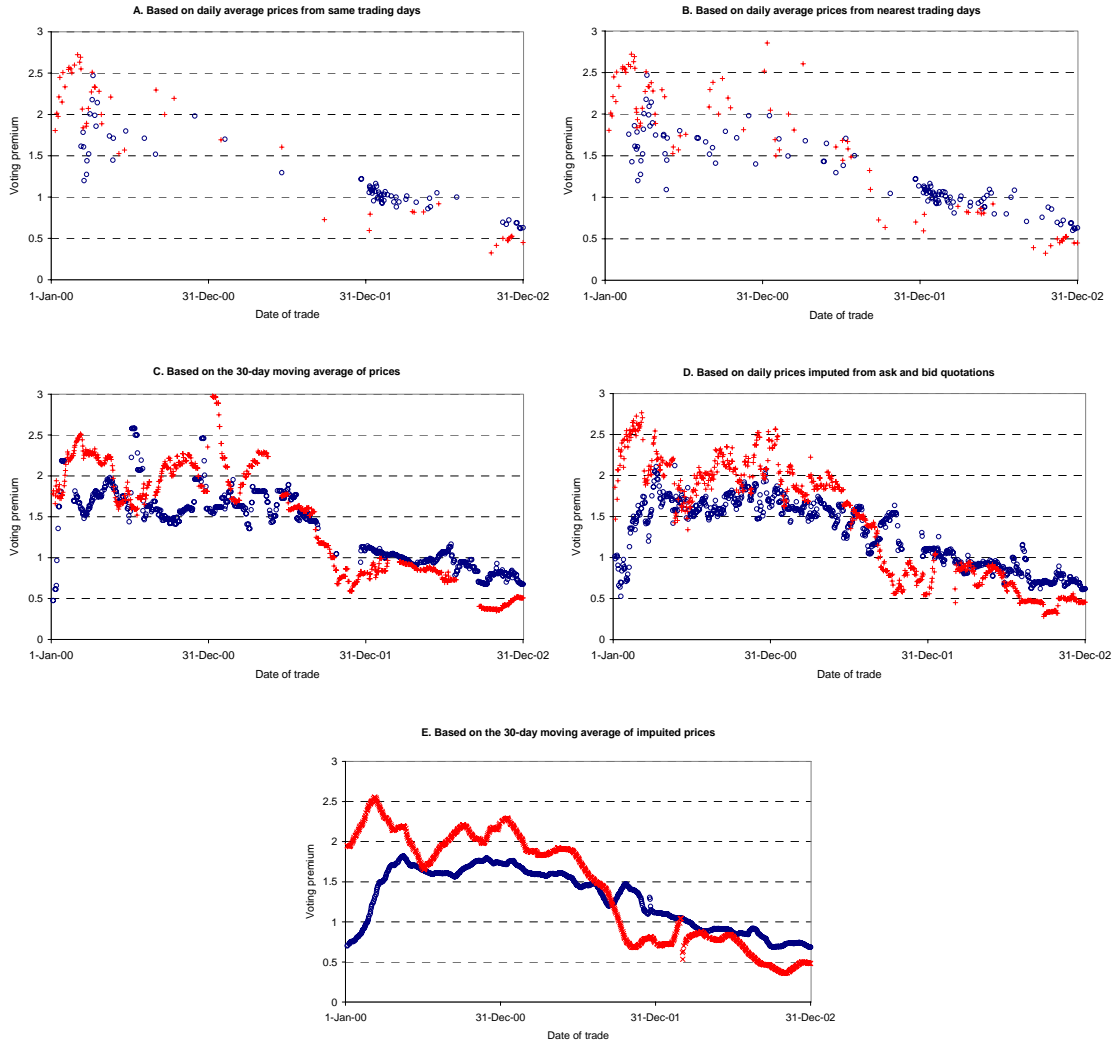 A. Based on daily average prices from same trading days
3
2.5
2
1.5
1
0.5
0
Voting premium
1-Jan-00 31-Dec-00 31-Dec-01 31-Dec-02
Date of trade
B. Based on daily average prices from nearest trading days
3
2.5
2
1.5
1
0.5
0
Voting premium
1-Jan-00 31-Dec-00 31-Dec-01 31-Dec-02
Date of trade
C. Based on the 30-day moving average of prices
3
2.5
2
1.5
1
0.5
0
Voting premium
1-Jan-00 31-Dec-00 31-Dec-01 31-Dec-02
Date of trade
D. Based on daily prices imputed from ask and bid quotations
3
2.5
2
1.5
1
0.5
0
Voting premium
1-Jan-00 31-Dec-00 31-Dec-01 31-Dec-02
Date of trade
E. Based on the 30-day moving average of impuited prices
3
2.5
2
1.5
1
0.5
0
Voting premium
1-Jan-00 31-Dec-00 31-Dec-01 31-Dec-02
Date of trade